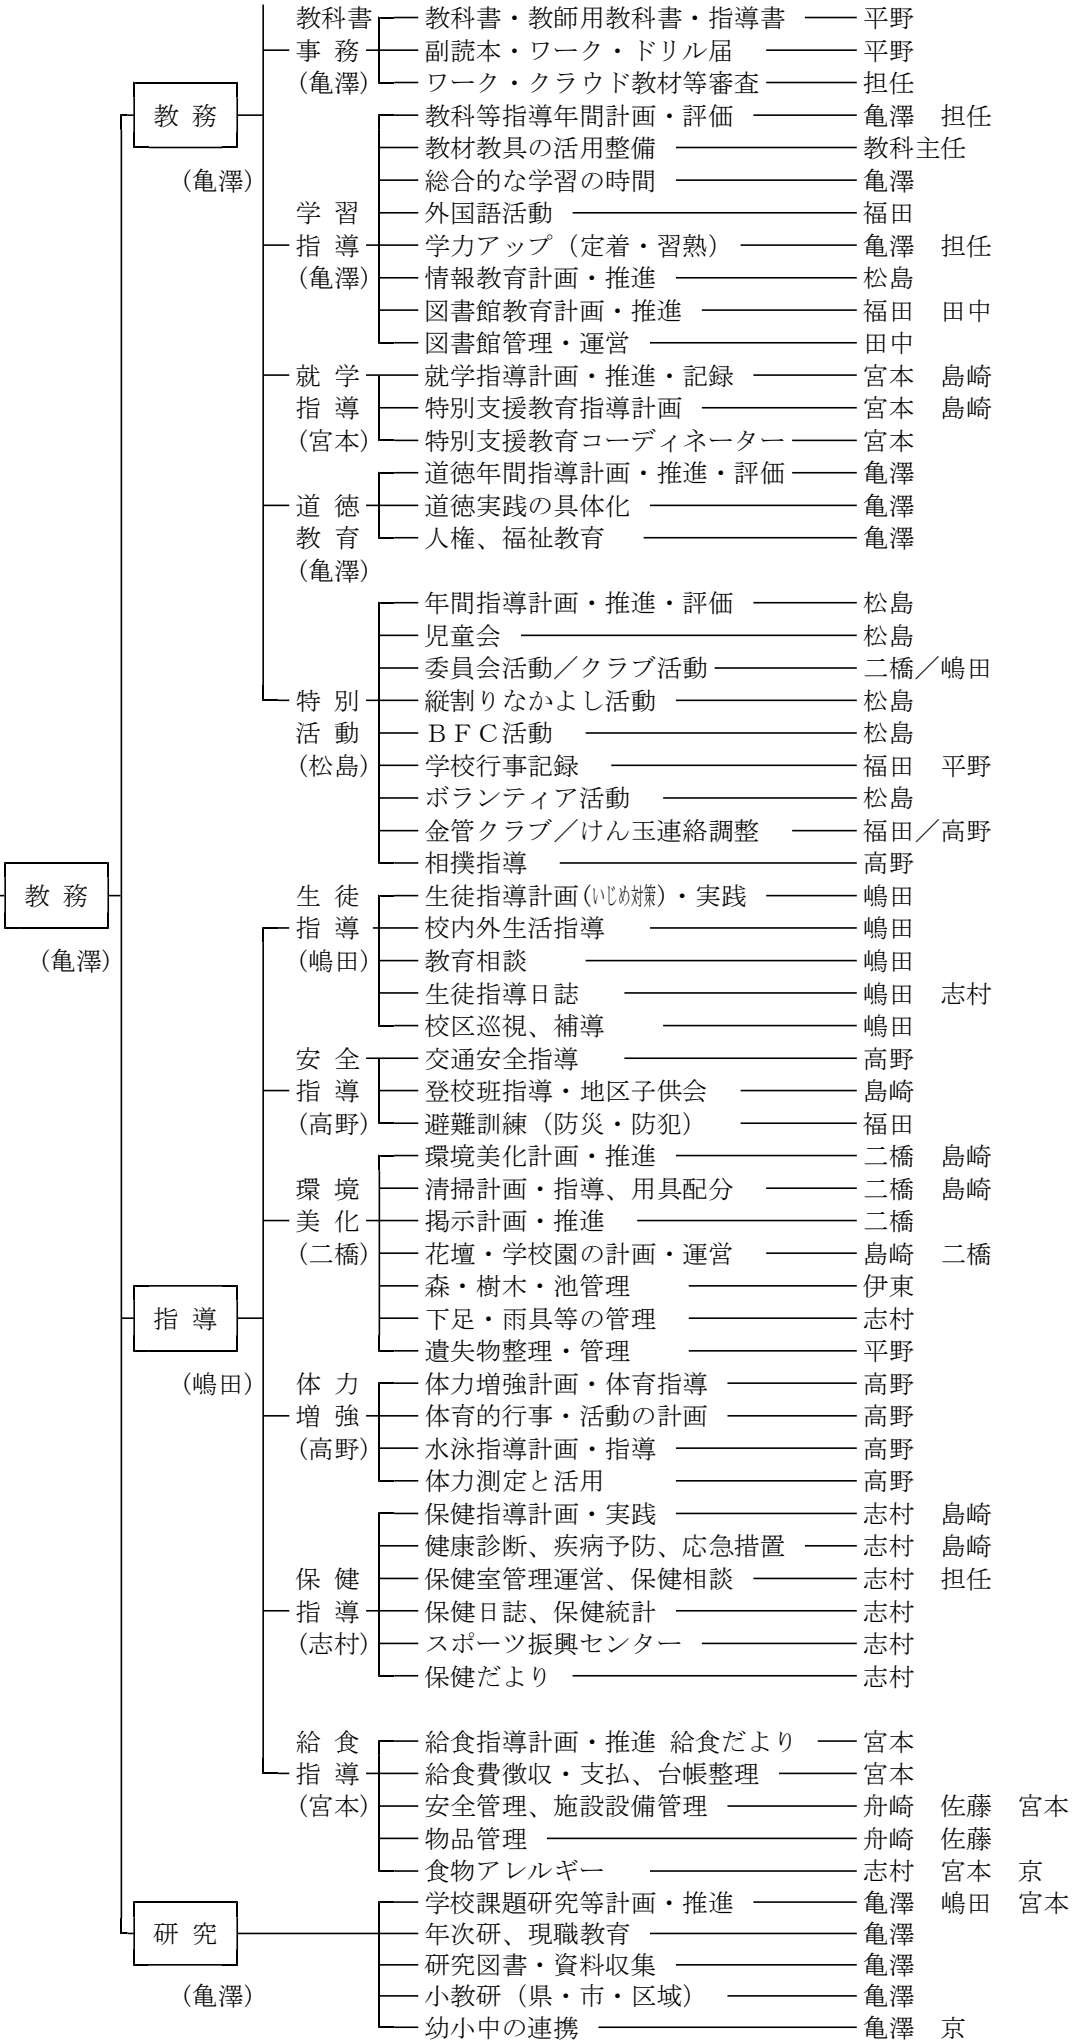 教科書 教科書・教師用教科書・指導書 平野
事 務 副読本・ワーク・ドリル届 平野
(亀澤) ワーク・クラウド教材等審査 担任
教 務 教科等指導年間計画・評価 亀澤 担任
教材教具の活用整備 教科主任
(亀澤) 総合的な学習の時間 亀澤
学 習 外国語活動 福田
指 導 学力アップ（定着・習熟） 亀澤 担任
(亀澤) 情報教育計画・推進 松島
図書館教育計画・推進 福田 田中
図書館管理・運営 田中
就 学 就学指導計画・推進・記録 宮本 島崎
指 導 特別支援教育指導計画 宮本 島崎
(宮本) 特別支援教育コーディネーター 宮本
道徳年間指導計画・推進・評価 亀澤
道 徳 道徳実践の具体化 亀澤
教 育 人権、福祉教育 亀澤
(亀澤)
年間指導計画・推進・評価 松島
児童会 松島
委員会活動／クラブ活動 二橋／嶋田
特 別 縦割りなかよし活動 松島
活 動 ＢＦＣ活動 松島
(松島) 学校行事記録 福田 平野
ボランティア活動 松島
金管クラブ／けん玉連絡調整 福田／高野
相撲指導 高野
教 務 生 徒 生徒指導計画(いじめ対策)・実践 嶋田
指 導 校内外生活指導 嶋田
(亀澤) (嶋田) 教育相談 嶋田
生徒指導日誌 嶋田 志村
校区巡視、補導 嶋田
安 全 交通安全指導 高野
指 導 登校班指導・地区子供会 島崎
(高野) 避難訓練（防災・防犯） 福田
環境美化計画・推進 二橋 島崎
環 境 清掃計画・指導、用具配分 二橋 島崎
美 化 掲示計画・推進 二橋
(二橋) 花壇・学校園の計画・運営 島崎 二橋
森・樹木・池管理 伊東
指 導 下足・雨具等の管理 志村
遺失物整理・管理 平野
(嶋田) 体 力 体力増強計画・体育指導 高野
増 強 体育的行事・活動の計画 高野
(高野) 水泳指導計画・指導 高野
体力測定と活用 高野
保健指導計画・実践 志村 島崎
健康診断、疾病予防、応急措置 志村 島崎
保 健 保健室管理運営、保健相談 志村 担任
指 導 保健日誌、保健統計 志村
(志村) スポーツ振興センター 志村
保健だより 志村
給 食 給食指導計画・推進 給食だより 宮本
指 導 給食費徴収・支払、台帳整理 宮本
(宮本) 安全管理、施設設備管理 舟崎 佐藤 宮本
物品管理 舟崎 佐藤
食物アレルギー 志村 宮本 京
学校課題研究等計画・推進 亀澤 嶋田 宮本
研 究 年次研、現職教育 亀澤
研究図書・資料収集 亀澤
(亀澤) 小教研（県・市・区域） 亀澤
幼小中の連携 亀澤 京